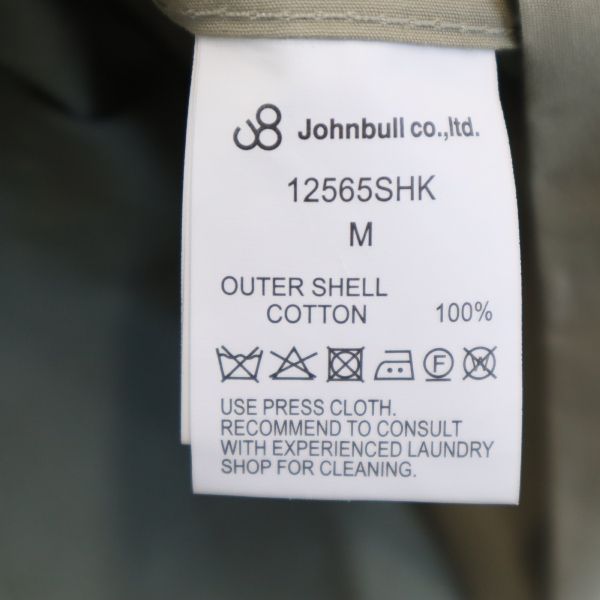 Johnbull co.,ltd.
12565SHK
M
OUTER SHELL
COTTON 100%
F W
USE PRESS CLOTH.
RECOMMEND TO CONSULT
WITH EXPERIENCED LAUNDRY
SHOP FOR CLEANING.